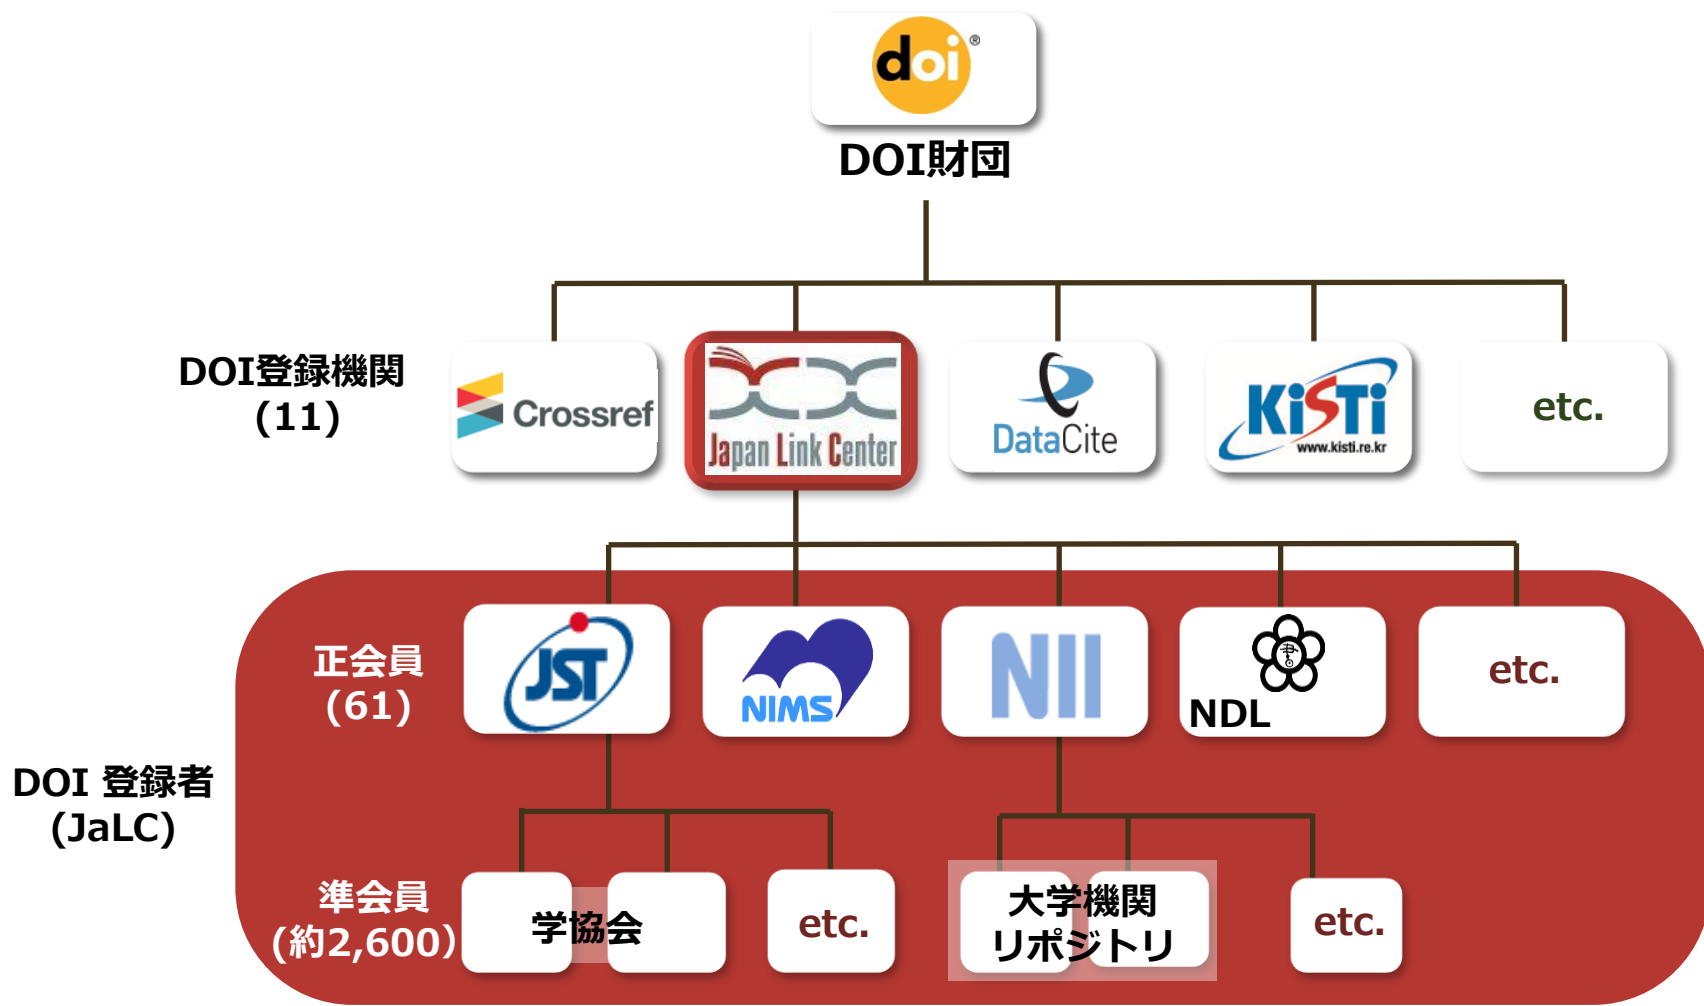 doi®
DOI財団
DOI登録機関
(11)
Crossref
Japan Link Center
DataCite
KiSTi
www.kisti.re.kr
etc.
正会員
(61)
JST
NIMS
NII
NDL
etc.
DOI 登録者
(JaLC)
準会員
(約2,600)
学協会
etc.
大学機関
リポジトリ
etc.